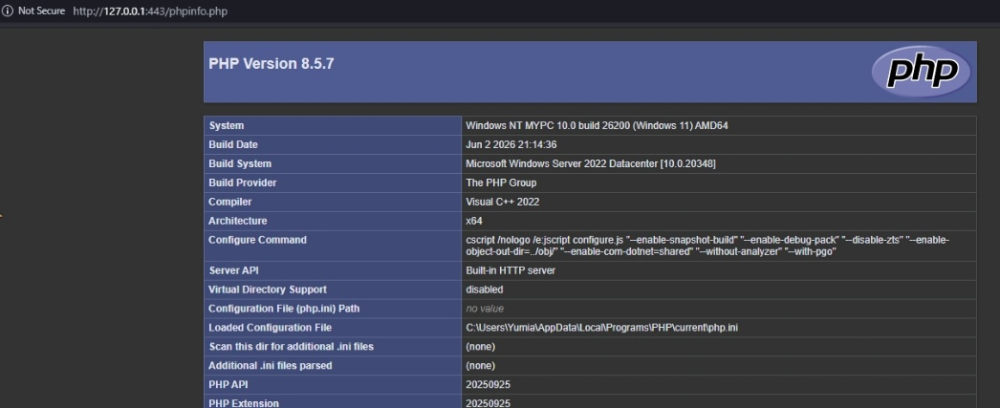 Not Secure http://127.0.0.1:443/phpinfo.php
PHP Version 8.5.7
php
System Windows NT MYPC 10.0 build 26200 (Windows 11) AMD64
Build Date Jun 2 2026 21:14:36
Build System Microsoft Windows Server 2022 Datacenter [10.0.20348]
Build Provider The PHP Group
Compiler Visual C++ 2022
Architecture x64
Configure Command cscript /nologo /e:jscript configure.js "--enable-snapshot-build" "--enable-debug-pack" "--disable-zts" "--enable-
object-out-dir=../obj/" "--enable-com-dotnet=shared" "--without-analyzer" "--with-pgo"
Server API Built-in HTTP server
Virtual Directory Support disabled
Configuration File (php.ini) Path no value
Loaded Configuration File C:\Users\Yumia\AppData\Local\Programs\PHP\current\php.ini
Scan this dir for additional .ini files (none)
Additional .ini files parsed (none)
PHP API 20250925
PHP Extension 20250925